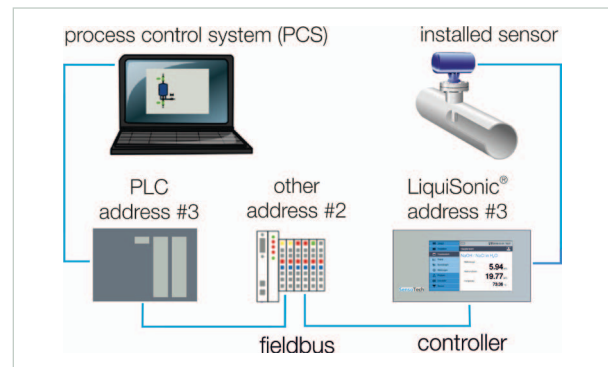 process control system (PCS)
installed sensor
PLC
address #3
other
address #2
LiquiSonic®
address #3
5.94
19.77
fieldbus
controller